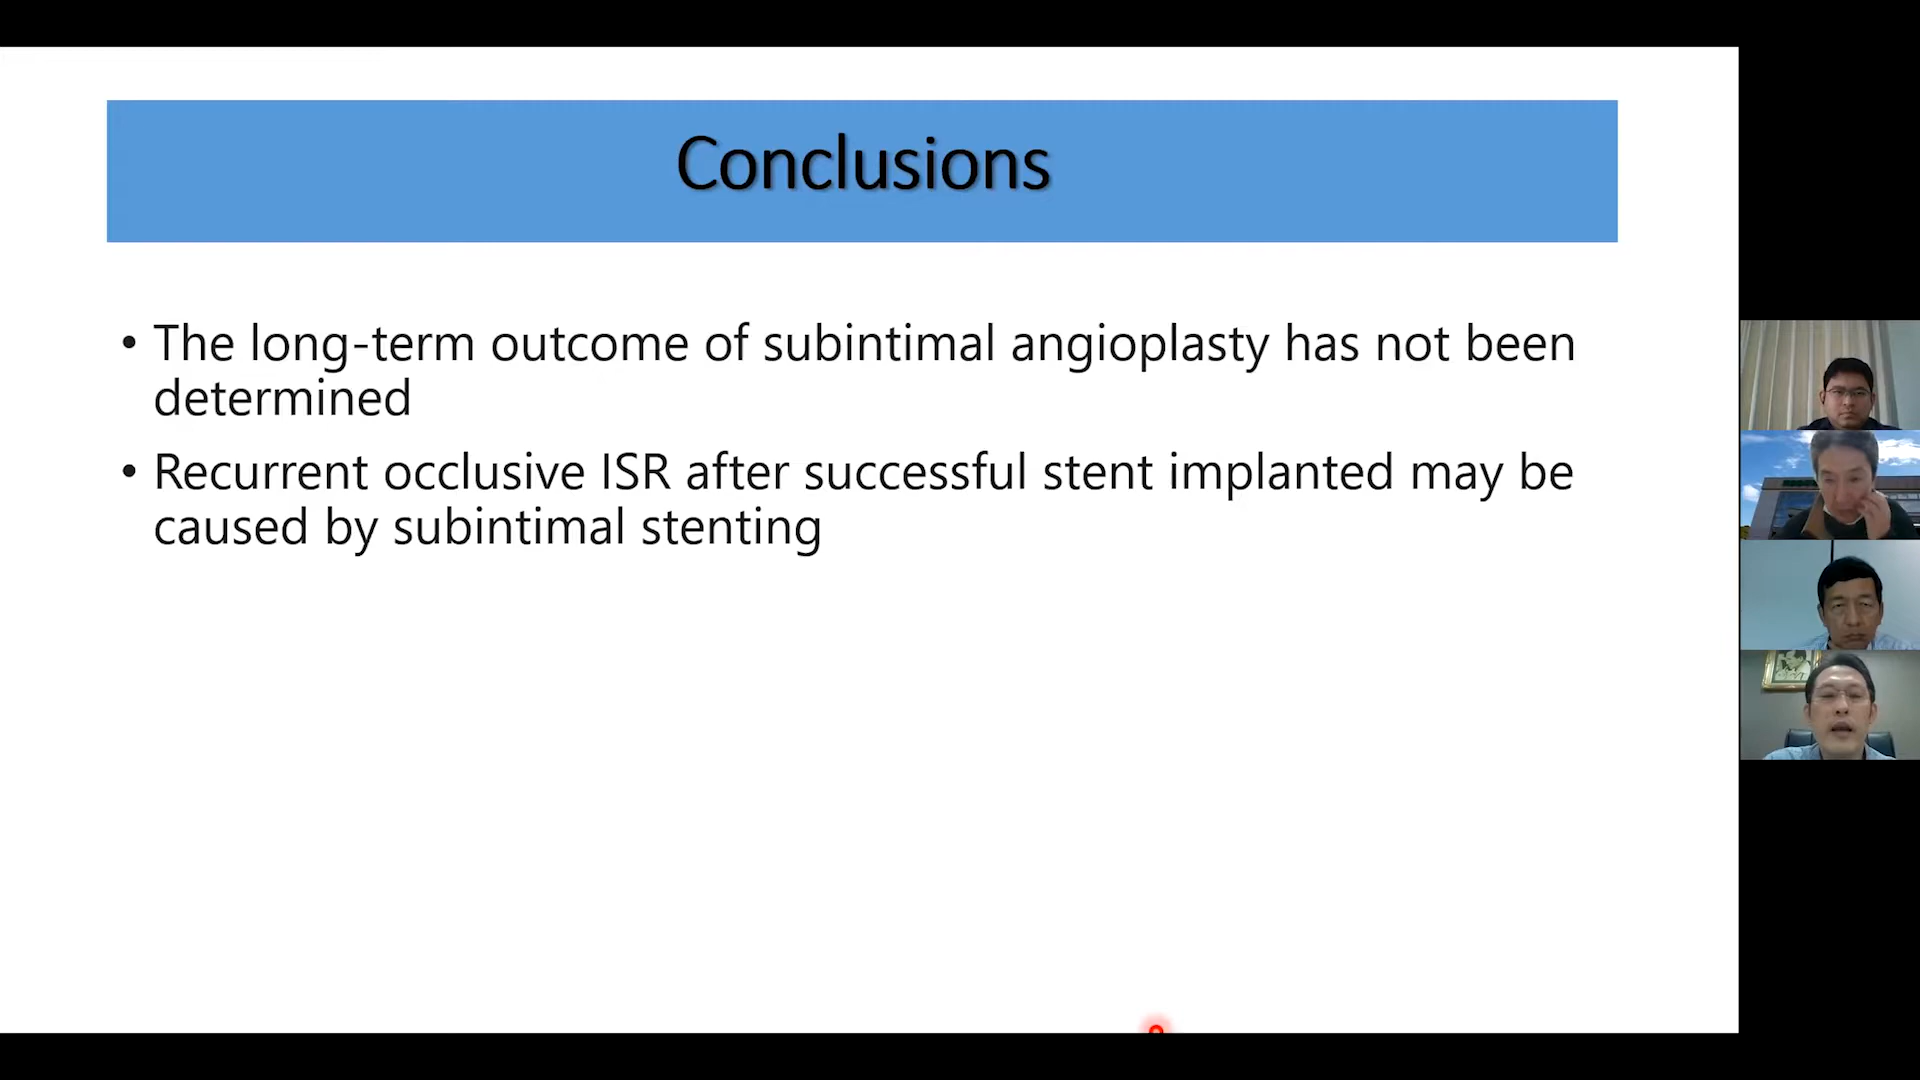 Conclusions
• The long-term outcome of subintimal angioplasty has not been
determined
• Recurrent occlusive ISR after successful stent implanted may be
caused by subintimal stenting